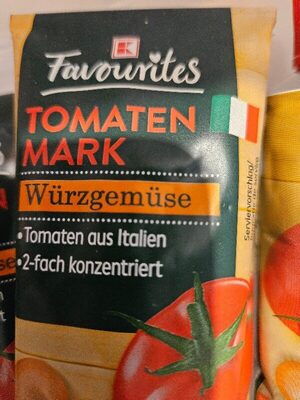 K
Favourites
TOMATEN
MARK
Würzgemüse
• Tomaten aus Italien
• 2-fach konzentriert
Serviervorschlag/